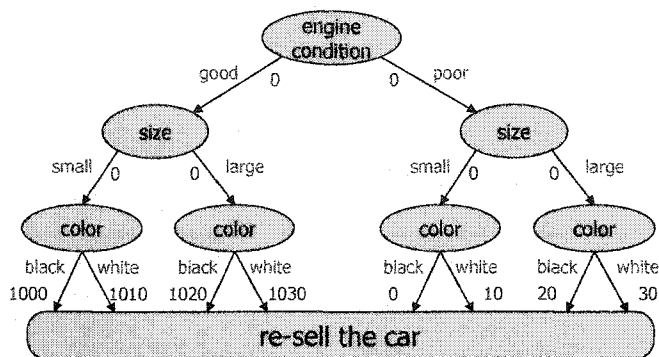 engine
condition
good 0 0 poor
size size
small 0 0 large small 0 0 large
color color color color
black white black white black white black white
1000 1010 1020 1030 0 10 20 30
re-sell the car